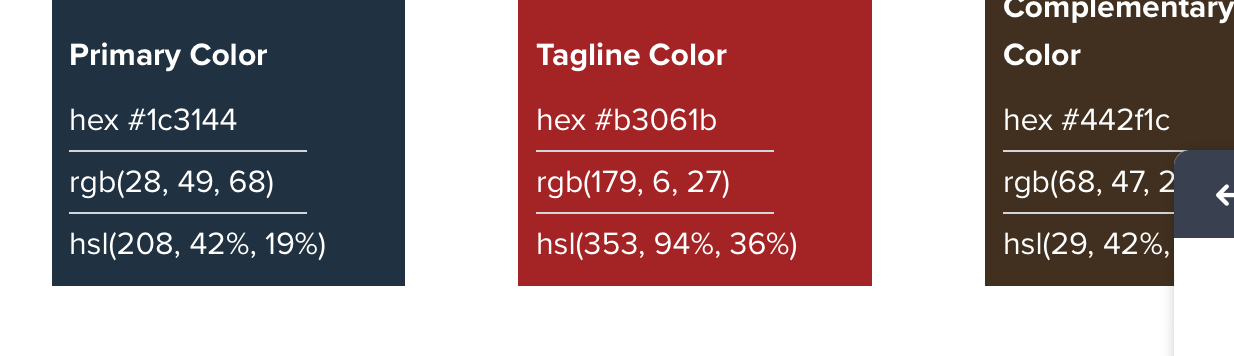 Primary Color
hex #1c3144
rgb(28, 49, 68)
hsl(208, 42%, 19%)
Tagline Color
hex #b3061b
rgb(179, 6, 27)
hsl(353, 94%, 36%)
Complementary
Color
hex #442f1c
rgb(68, 47, 2
hsl(29, 42%,